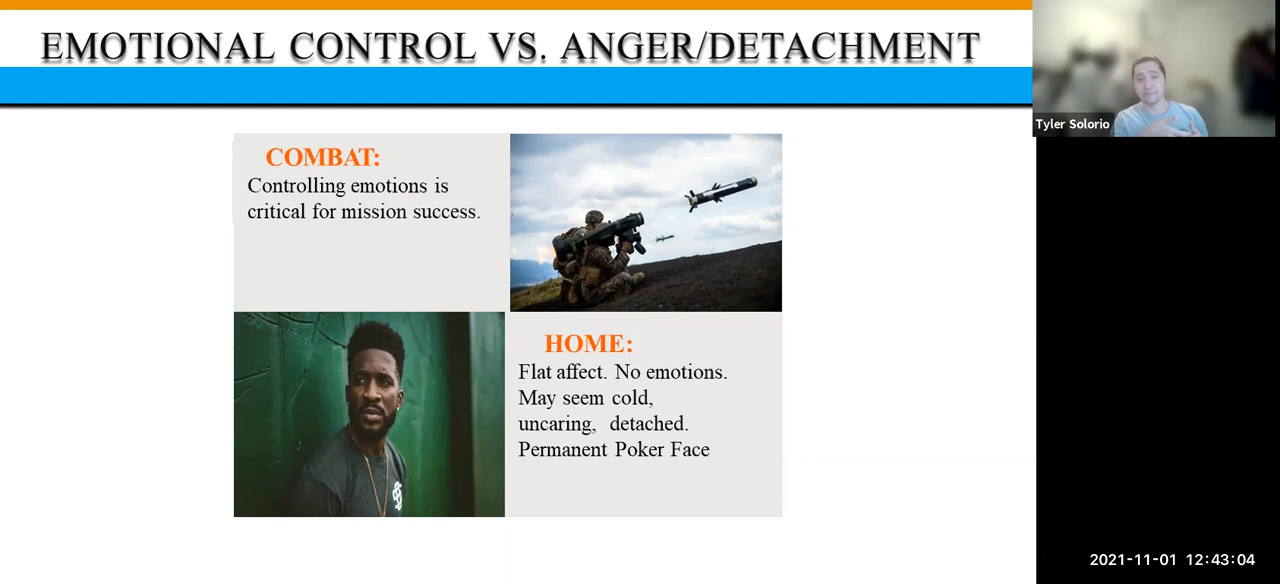 EMOTIONAL CONTROL VS. ANGER/DETACHMENT
Tyler Solorio
COMBAT:
Controlling emotions is
critical for mission success.
HOME:
Flat affect. No emotions.
May seem cold,
uncaring, detached.
Permanent Poker Face
2021-11-01 12:43:04